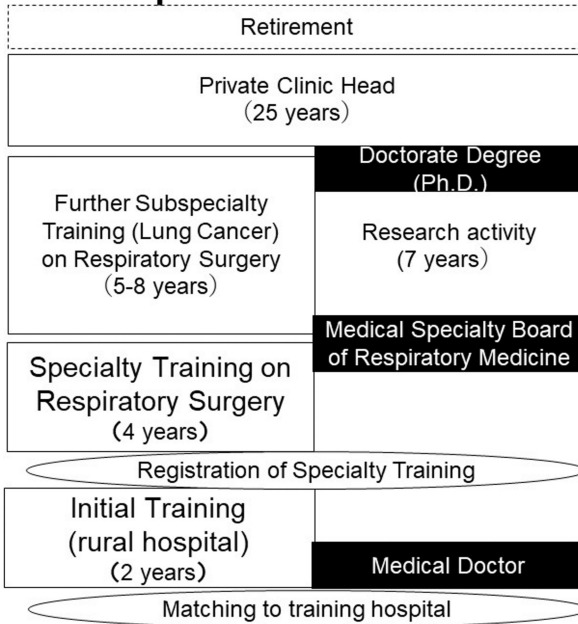 Retirement
Private Clinic Head
（25 years）
Doctorate Degree
(Ph.D.)
Further Subspecialty
Training (Lung Cancer)
on Respiratory Surgery
（5-8 years）
Research activity
(7 years）
Medical Specialty Board
of Respiratory Medicine
Specialty Training on
Respiratory Surgery
（4 years）
Registration of Specialty Training
Initial Training
(rural hospital)
（2 years）
Medical Doctor
Matching to training hospital